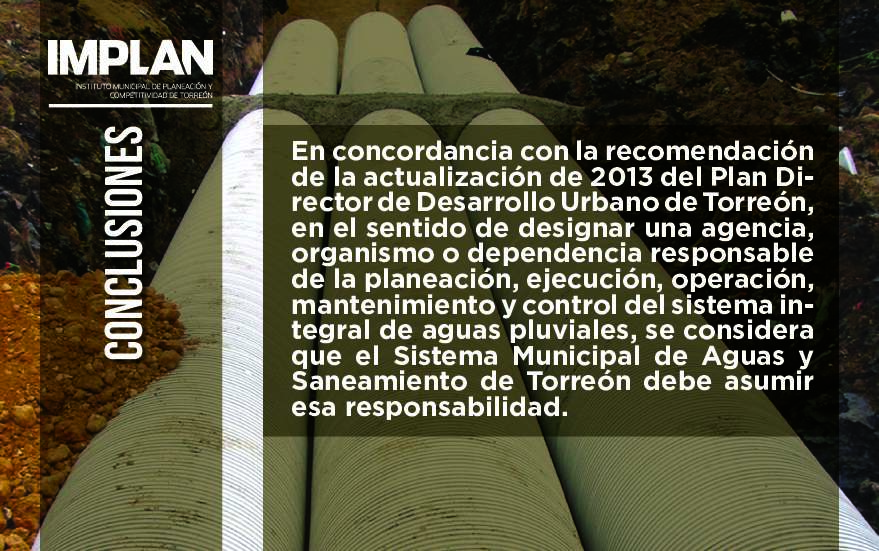 IMPLAN
INSTITUTO MUNICIPAL DE PLANEACIÓN Y
COMPETITIVIDAD DE TORREÓN
CONCLUSIONES
En concordancia con la recomendación
de la actualización de 2013 del Plan Di-
rector de Desarrollo Urbano de Torreón,
en el sentido de designar una agencia,
organismo o dependencia responsable
de la planeación, ejecución, operación,
mantenimiento y control del sistema in-
tegral de aguas pluviales, se considera
que el Sistema Municipal de Aguas y
Saneamiento de Torreón debe asumir
esa responsabilidad.